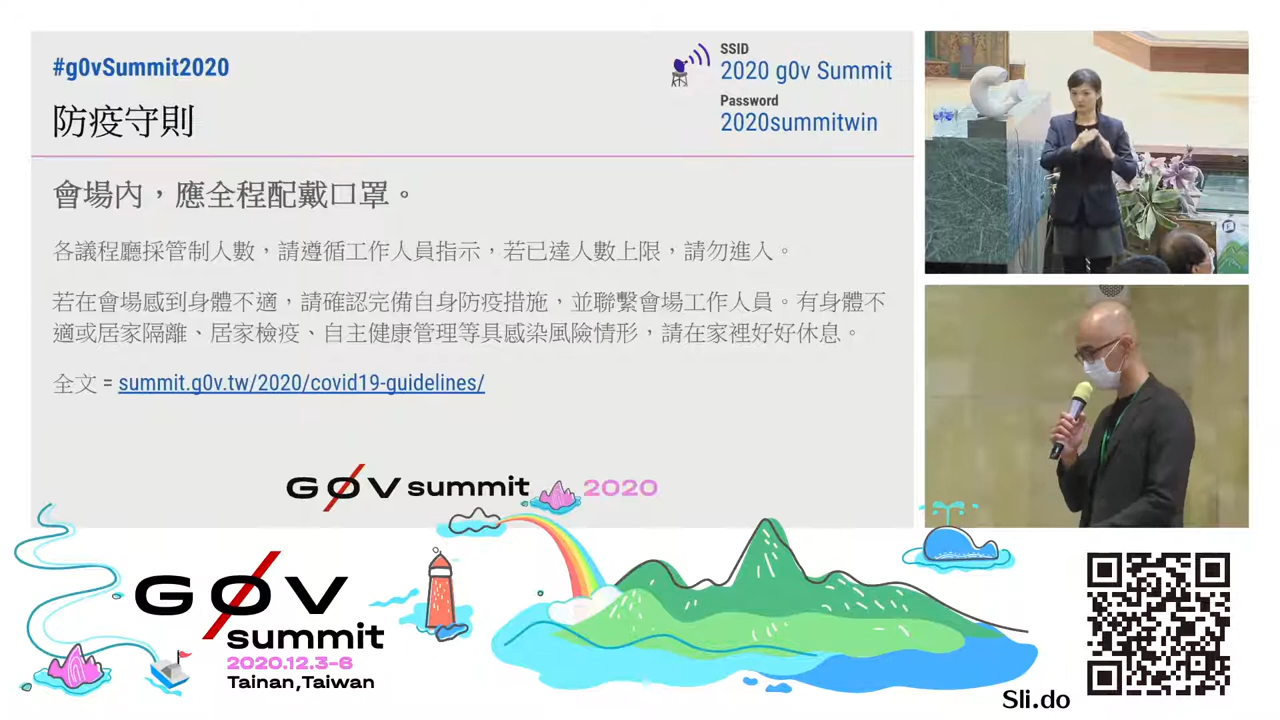 #g0vSummit2020
SSID
2020 g0v Summit
Password
2020summitwin
防疫守則
會場內，應全程配戴口罩。
各議程廳採管制人數，請遵循工作人員指示，若已達人數上限，請勿進入。
若在會場感到身體不適，請確認完備自身防疫措施，並聯繫會場工作人員。有身體不
適或居家隔離、居家檢疫、自主健康管理等具感染風險情形，請在家裡好好休息。
全文 = summit.g0v.tw/2020/covid19-guidelines/
G0V summit 2020
G0V
summit
2020.12.3-6
Tainan,Taiwan
Sli.do